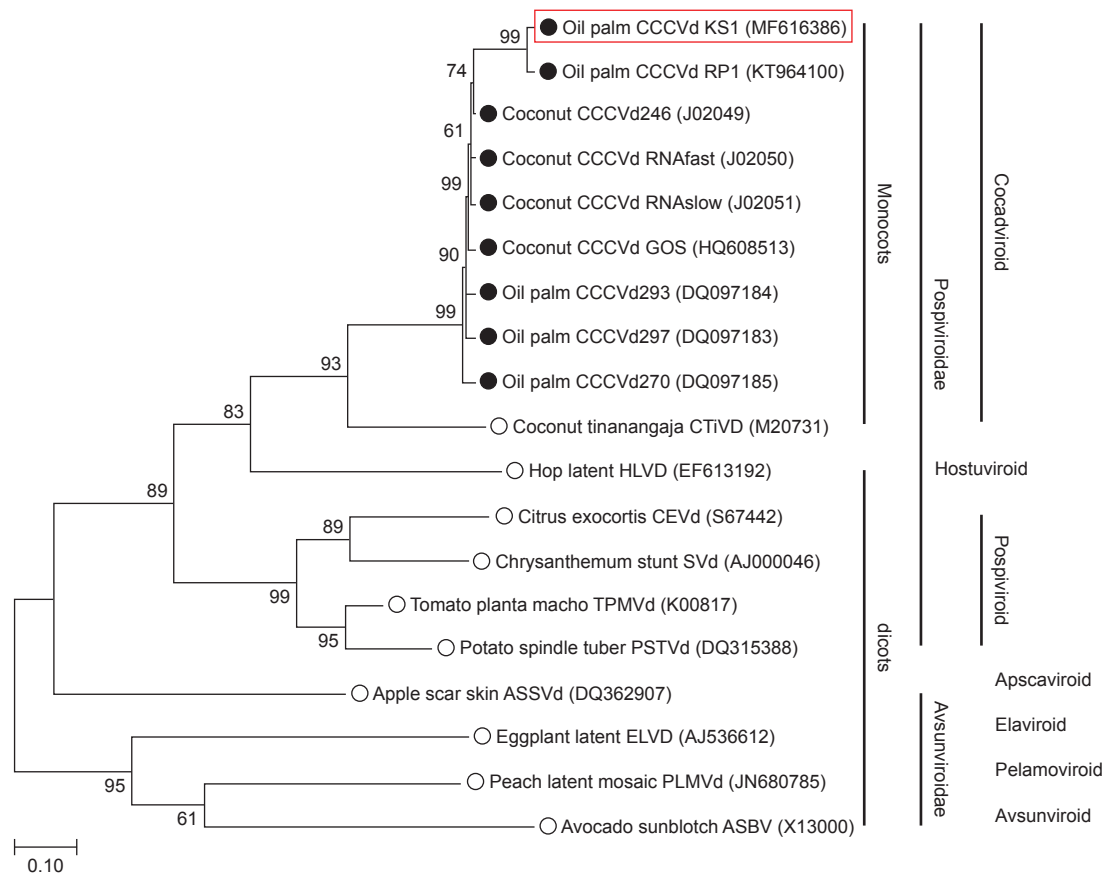 99
Oil palm CCCVd KS1 (MF616386)
74
Oil palm CCCVd RP1 (KT964100)
Coconut CCCVd246 (J02049)
61
Coconut CCCVd RNAfast (J02050)
99
Coconut CCCVd RNAslow (J02051)
90
Coconut CCCVd GOS (HQ608513)
Oil palm CCCVd293 (DQ097184)
99
Oil palm CCCVd297 (DQ097183)
93
Oil palm CCCVd270 (DQ097185)
83
Coconut tinanangaja CTiVD (M20731)
89
Hop latent HLVD (EF613192)
89
Citrus exocortis CEVd (S67442)
Chrysanthemum stunt SVd (AJ000046)
99
Tomato planta macho TPMVd (K00817)
95
Potato spindle tuber PSTVd (DQ315388)
Apple scar skin ASSVd (DQ362907)
Eggplant latent ELVD (AJ536612)
95
Peach latent mosaic PLMVd (JN680785)
61
Avocado sunblotch ASBV (X13000)
0.10
Monocots
dicots
Pospiviroidae
Avsunviroidae
Cocadviroid
Hostuviroid
Pospiviroid
Apscaviroid
Elaviroid
Pelamoviroid
Avsunviroid